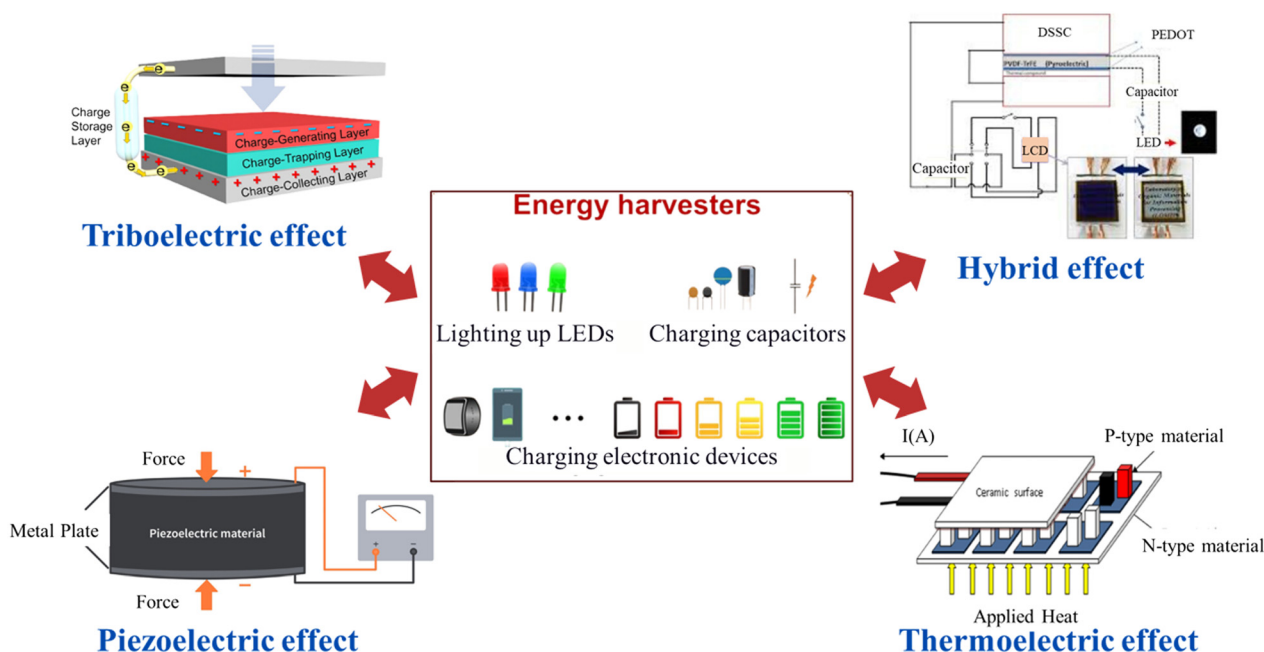 Charge
Storage
Layer
e
e
e
e
e
Charge-Generating Layer
Charge-Trapping Layer
Charge-Collecting Layer
Triboelectric effect
DSSC
PEDOT
PVDF-TrFE (Pyroelectric)
Thermal compound
Capacitor
LED
LCD
Capacitor
Hybrid effect
Energy harvesters
Lighting up LEDs
Charging capacitors
Charging electronic devices
Force
+
Metal Plate
Piezoelectric material
+
−
−
Force
Piezoelectric effect
I(A)
P-type material
Ceramic surface
N-type material
Applied Heat
Thermoelectric effect